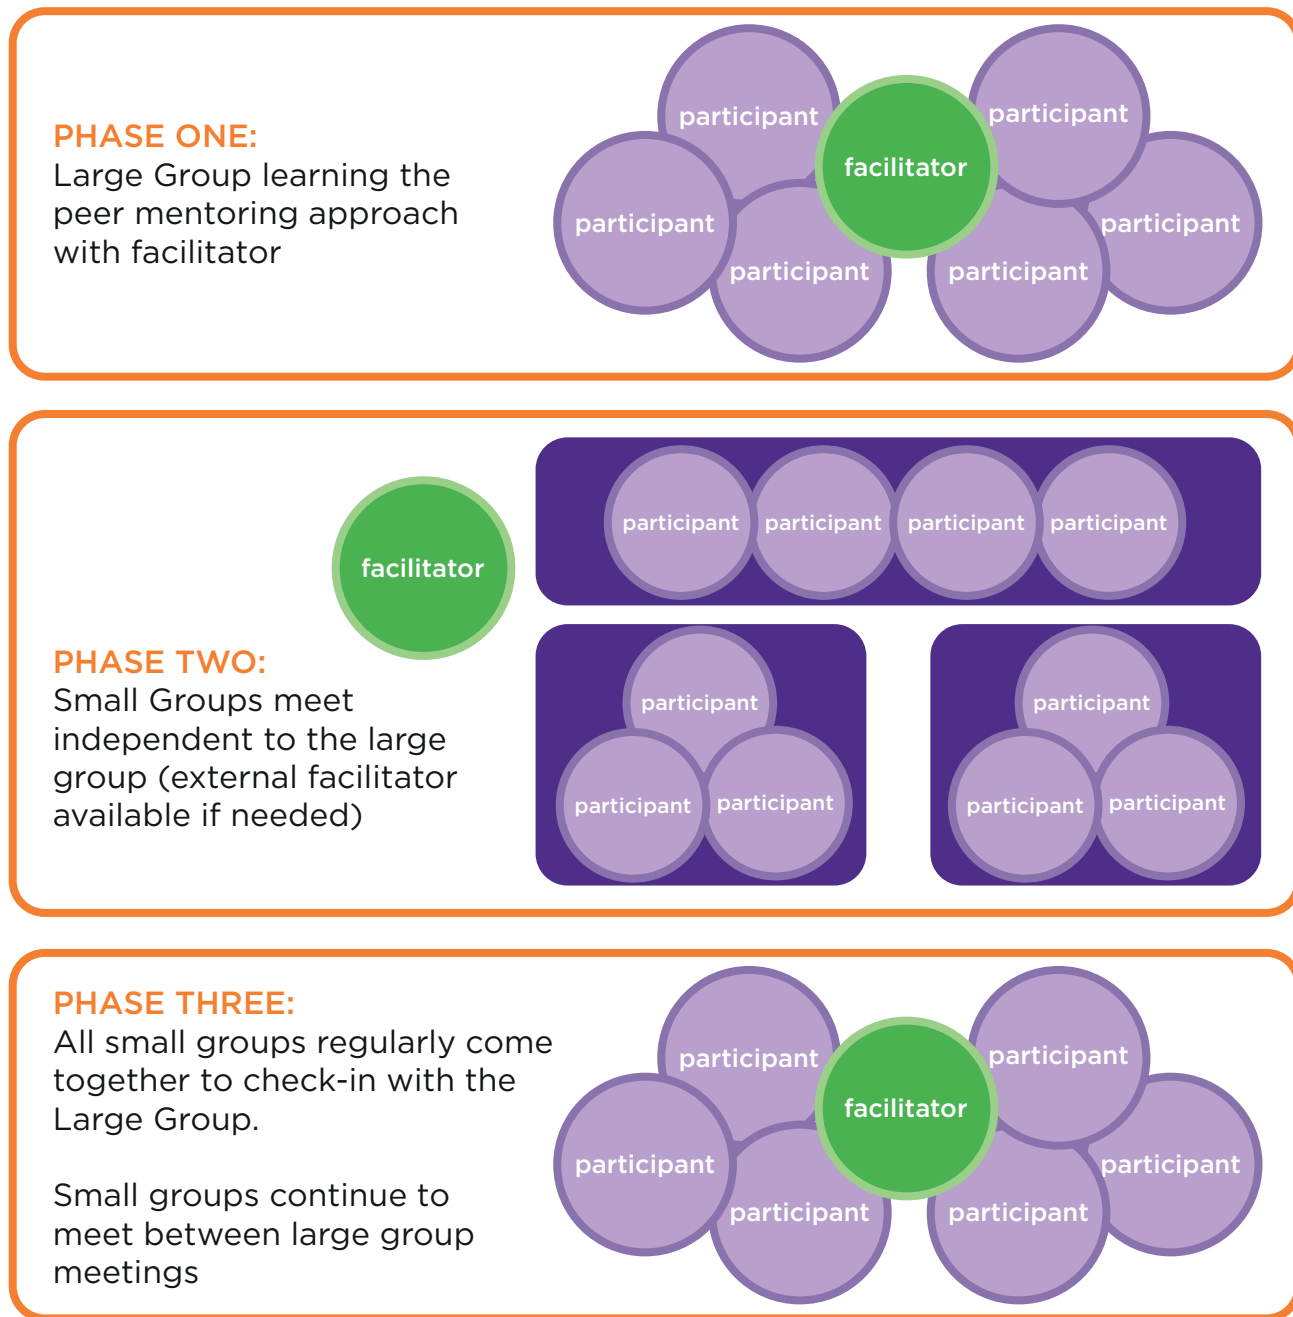 PHASE ONE:
Large Group learning the
peer mentoring approach
with facilitator
participant
participant
facilitator
participant
participant
participant
participant
facilitator
participant
participant
participant
participant
PHASE TWO:
Small Groups meet
independent to the large
group (external facilitator
available if needed)
participant
participant
participant
participant
participant
participant
PHASE THREE:
All small groups regularly come
together to check-in with the
Large Group.
Small groups continue to
meet between large group
meetings
participant
participant
facilitator
participant
participant
participant
participant